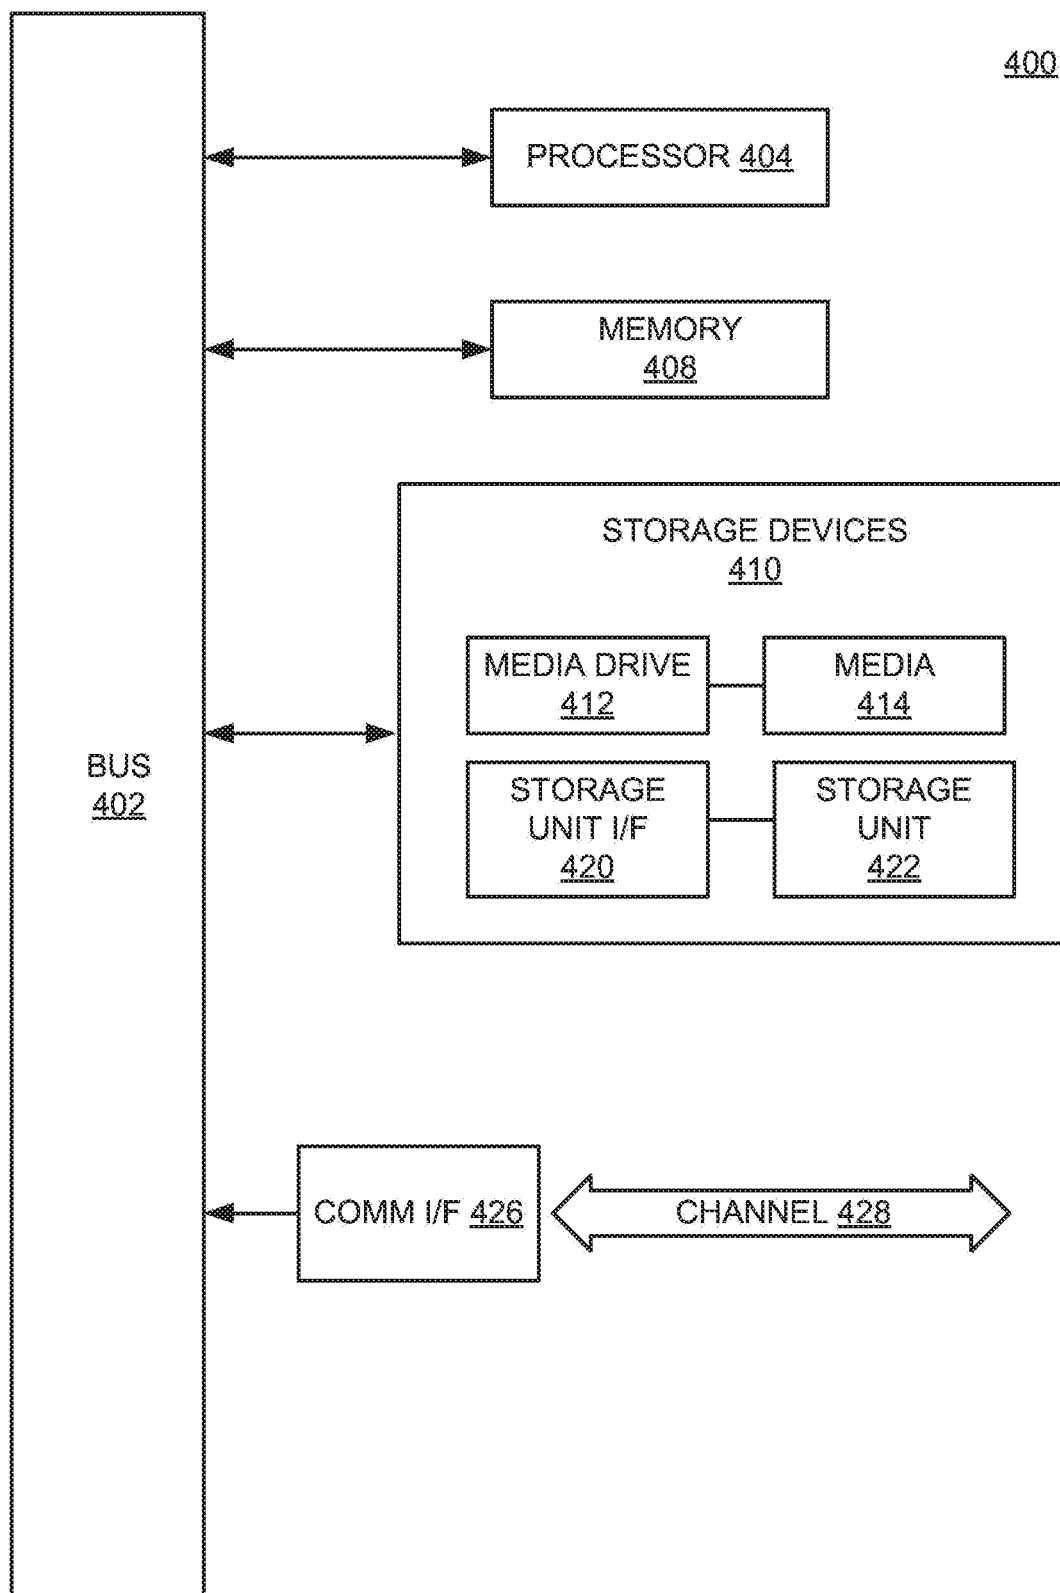 400
PROCESSOR 404
MEMORY
408
STORAGE DEVICES
410
MEDIA DRIVE
412
MEDIA
414
BUS
402
STORAGE
UNIT I/F
420
STORAGE
UNIT
422
COMM I/F 426
CHANNEL 428